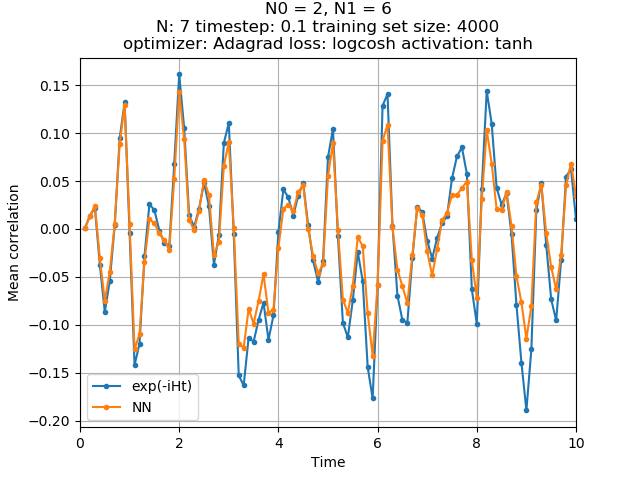 N0 = 2, N1 = 6
N: 7 timestep: 0.1 training set size: 4000
optimizer: Adagrad loss: logcosh activation: tanh
0.15
0.10
0.05
0.00
−0.05
−0.10
−0.15
−0.20
Mean correlation
exp(-iHt)
NN
0 2 4 6 8 10
Time